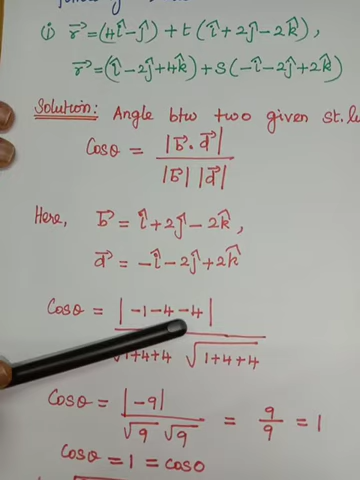 i) r⃗ = (4î - ĵ) + t(î + 2ĵ - 2k̂),
r⃗ = (î - 2ĵ + 4k̂) + s(-î - 2ĵ + 2k̂)
Solution: Angle btw two given st.
Cosθ = |b⃗ · d⃗| / |b⃗| |d⃗|
Here, b⃗ = î + 2ĵ - 2k̂,
d⃗ = -î - 2ĵ + 2k̂
Cosθ = |-1-4-4| / √1+4+4 √1+4+4
Cosθ = |-9| / √9 √9 = 9/9 = 1
Cosθ = 1 = Cos0